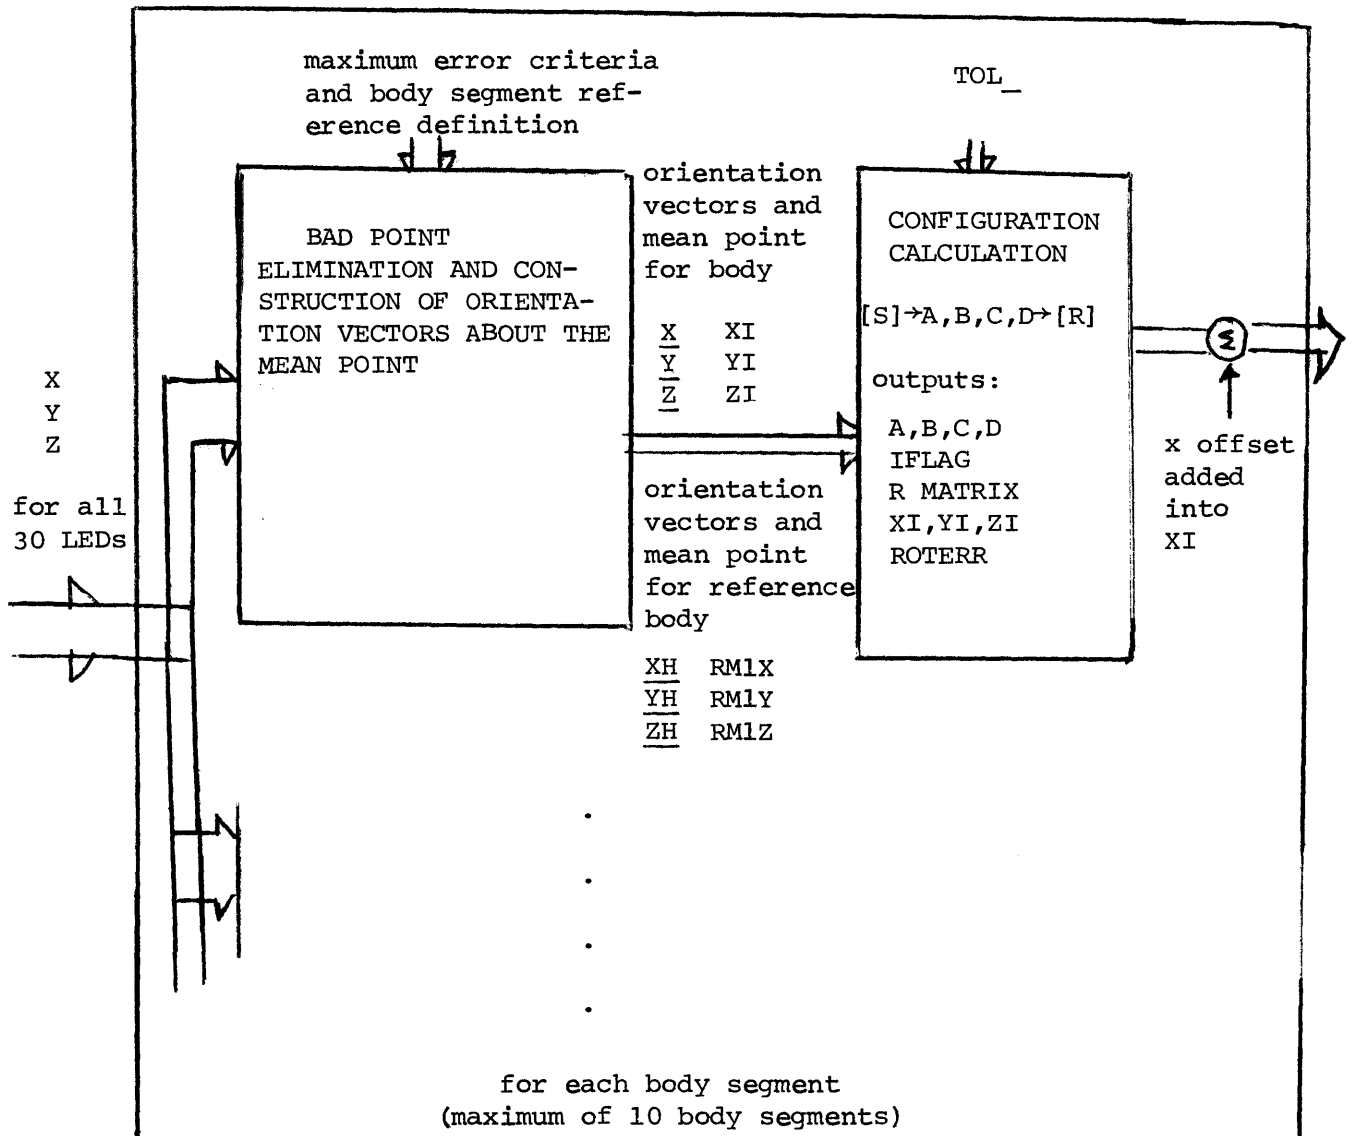 maximum error criteria
and body segment ref-
erence definition
TOL_
BAD POINT
ELIMINATION AND CON-
STRUCTION OF ORIENTA-
TION VECTORS ABOUT THE
MEAN POINT
orientation
vectors and
mean point
for body
X XI
Y YI
Z ZI
CONFIGURATION
CALCULATION
[S]→A,B,C,D→[R]
outputs:
A,B,C,D
IFLAG
R MATRIX
XI,YI,ZI
ROTERR
Σ
x offset
added
into
XI
X
Y
Z
for all
30 LEDs
orientation
vectors and
mean point
for reference
body
XH RM1X
YH RM1Y
ZH RM1Z
.
.
.
.
for each body segment
(maximum of 10 body segments)